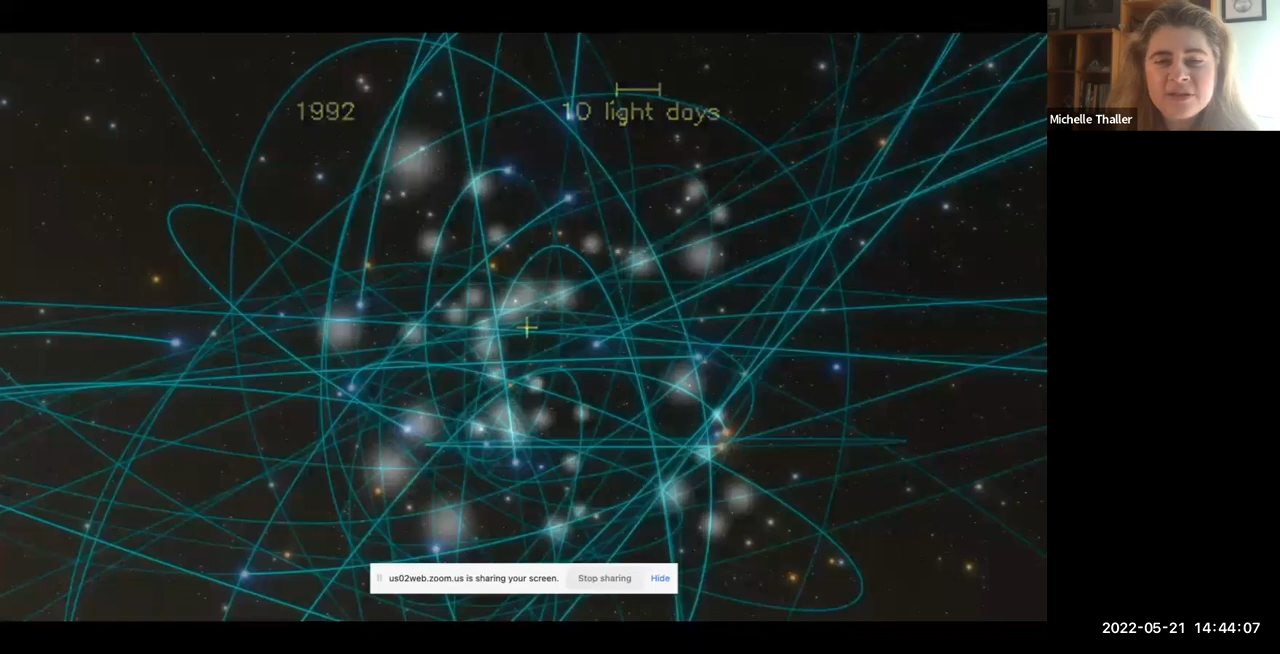 1992
10 light days
Michelle Thaller
us02web.zoom.us is sharing your screen. Stop sharing Hide
2022-05-21 14:44:07